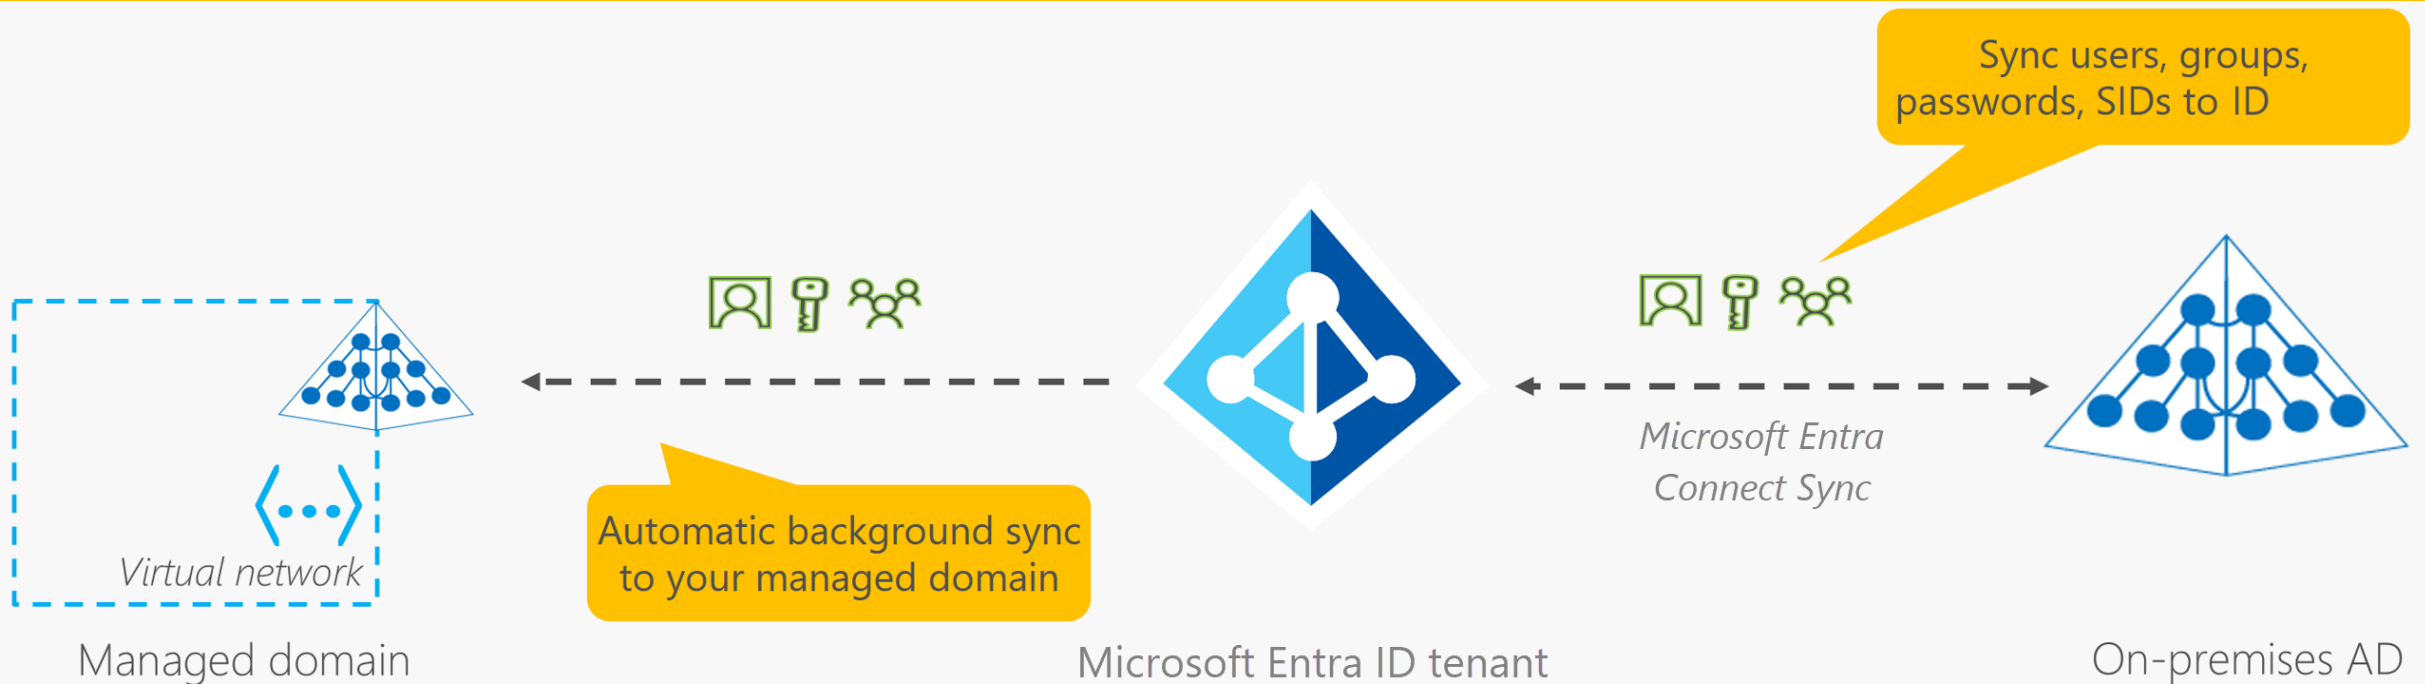 Sync users, groups,
passwords, SIDs to ID
Microsoft Entra
Connect Sync
Automatic background sync
to your managed domain
Virtual network
Managed domain
Microsoft Entra ID tenant
On-premises AD